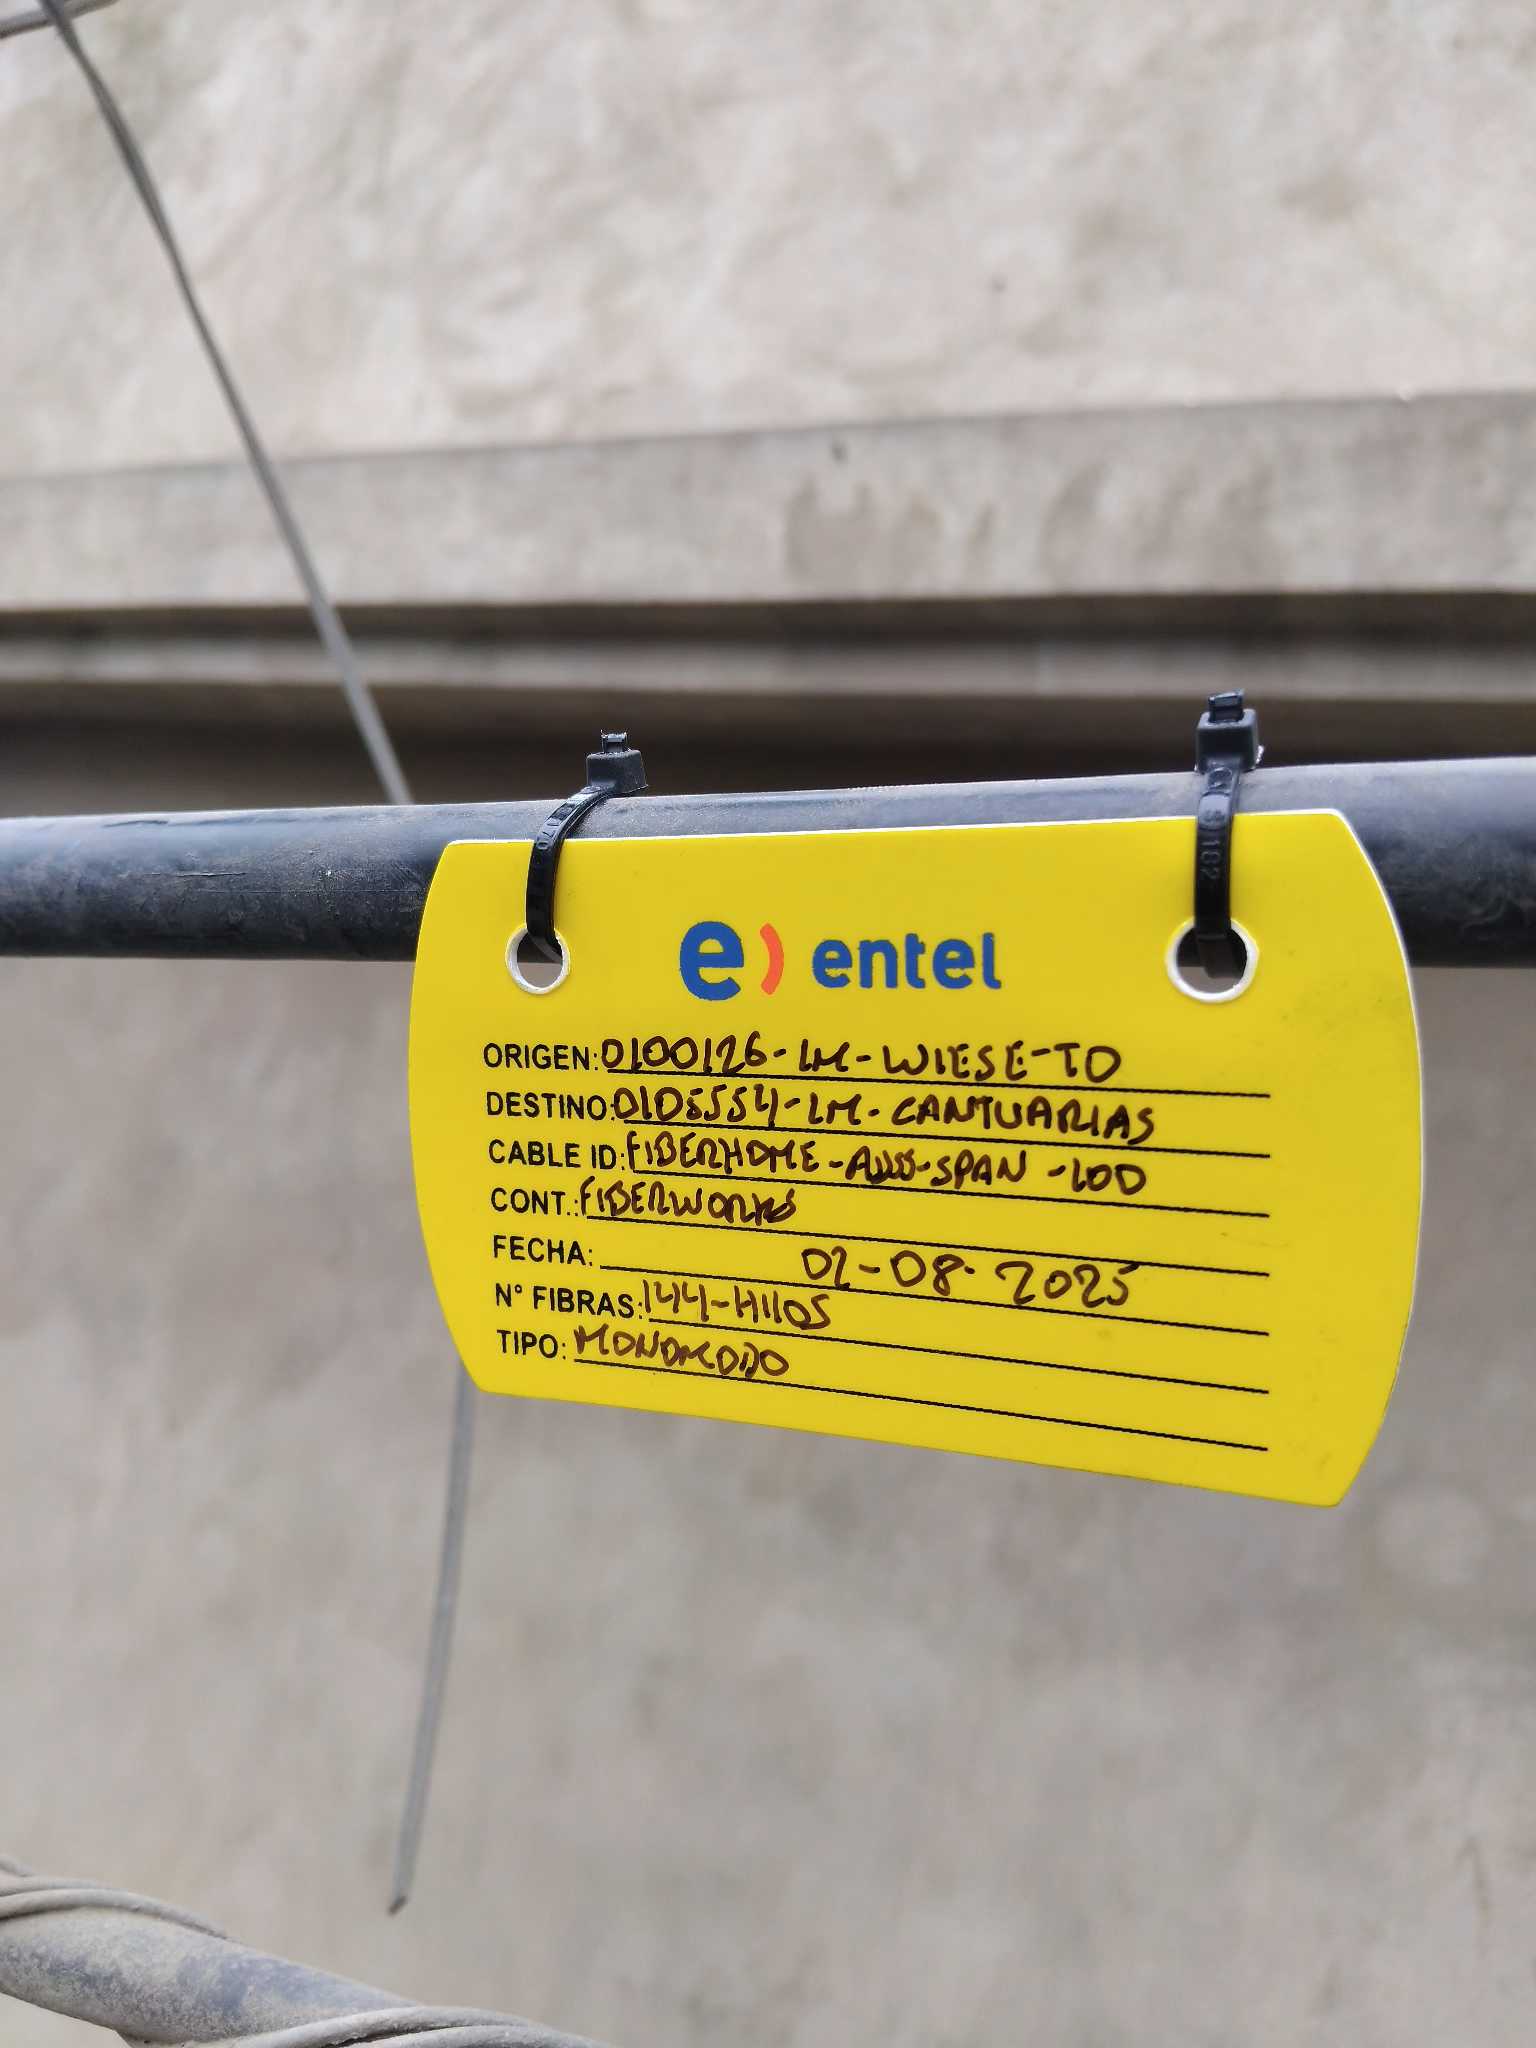 e) entel
ORIGEN: 0100126-LM-WIESE-TO
DESTINO: 0105554-LM-CANTUARIAS
CABLE ID: FIBERHOME-ADSS-SPAN-100
CONT.: FIBERWORKS
FECHA: 02-08-2025
N° FIBRAS: 144-HILOS
TIPO: MONOMODO